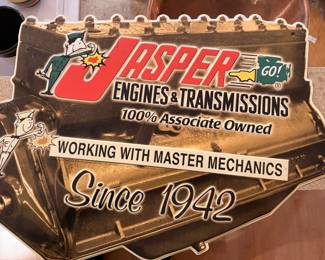 JASPER
GO!
ENGINES & TRANSMISSIONS
100% Associate Owned
WORKING WITH MASTER MECHANICS
Since 1942